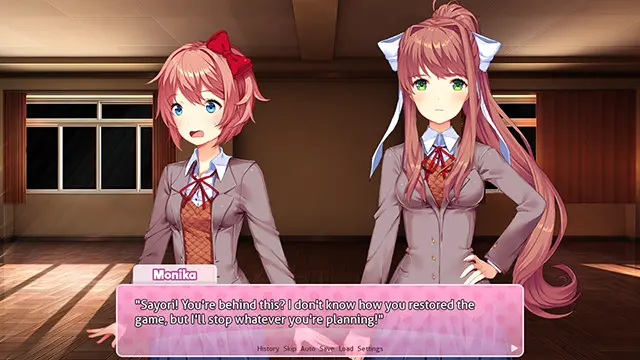 Monika
"Sayori! You're behind this? I don't know how you restored the
game, but I'll stop whatever you're planning!"
History Skip Auto Save Load Settings